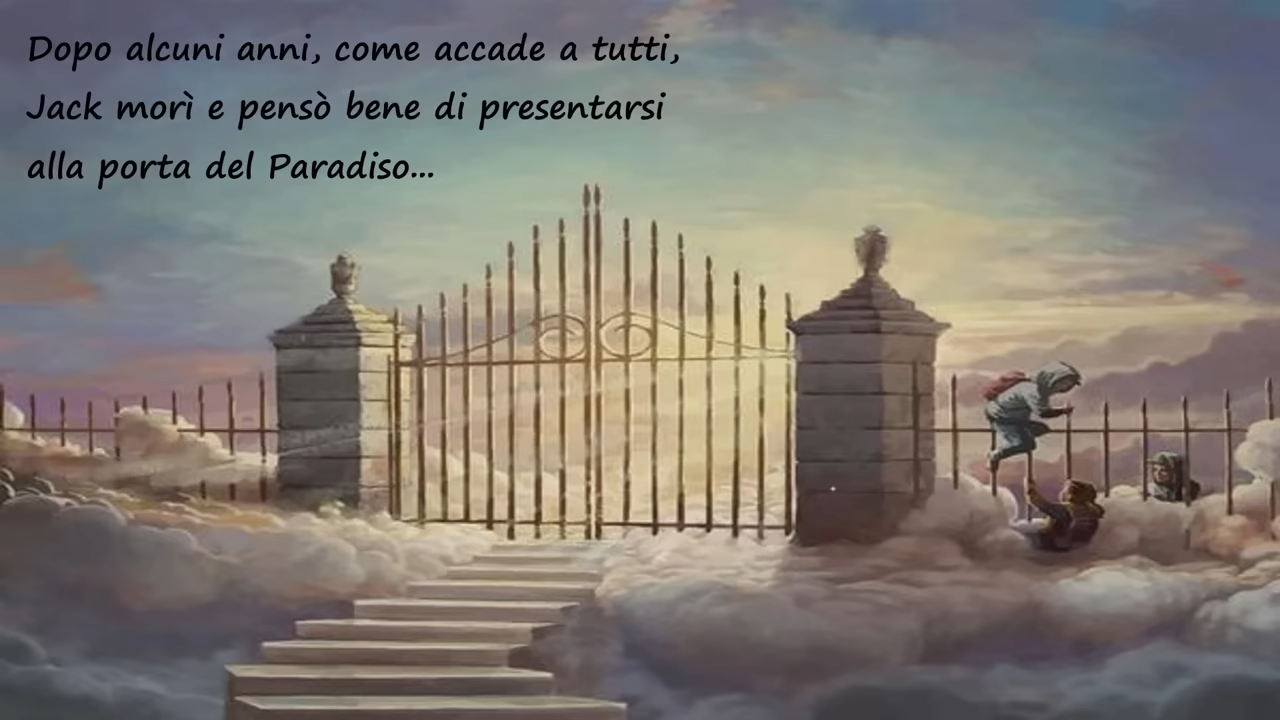 Dopo alcuni anni, come accade a tutti,
Jack morì e pensò bene di presentarsi
alla porta del Paradiso...